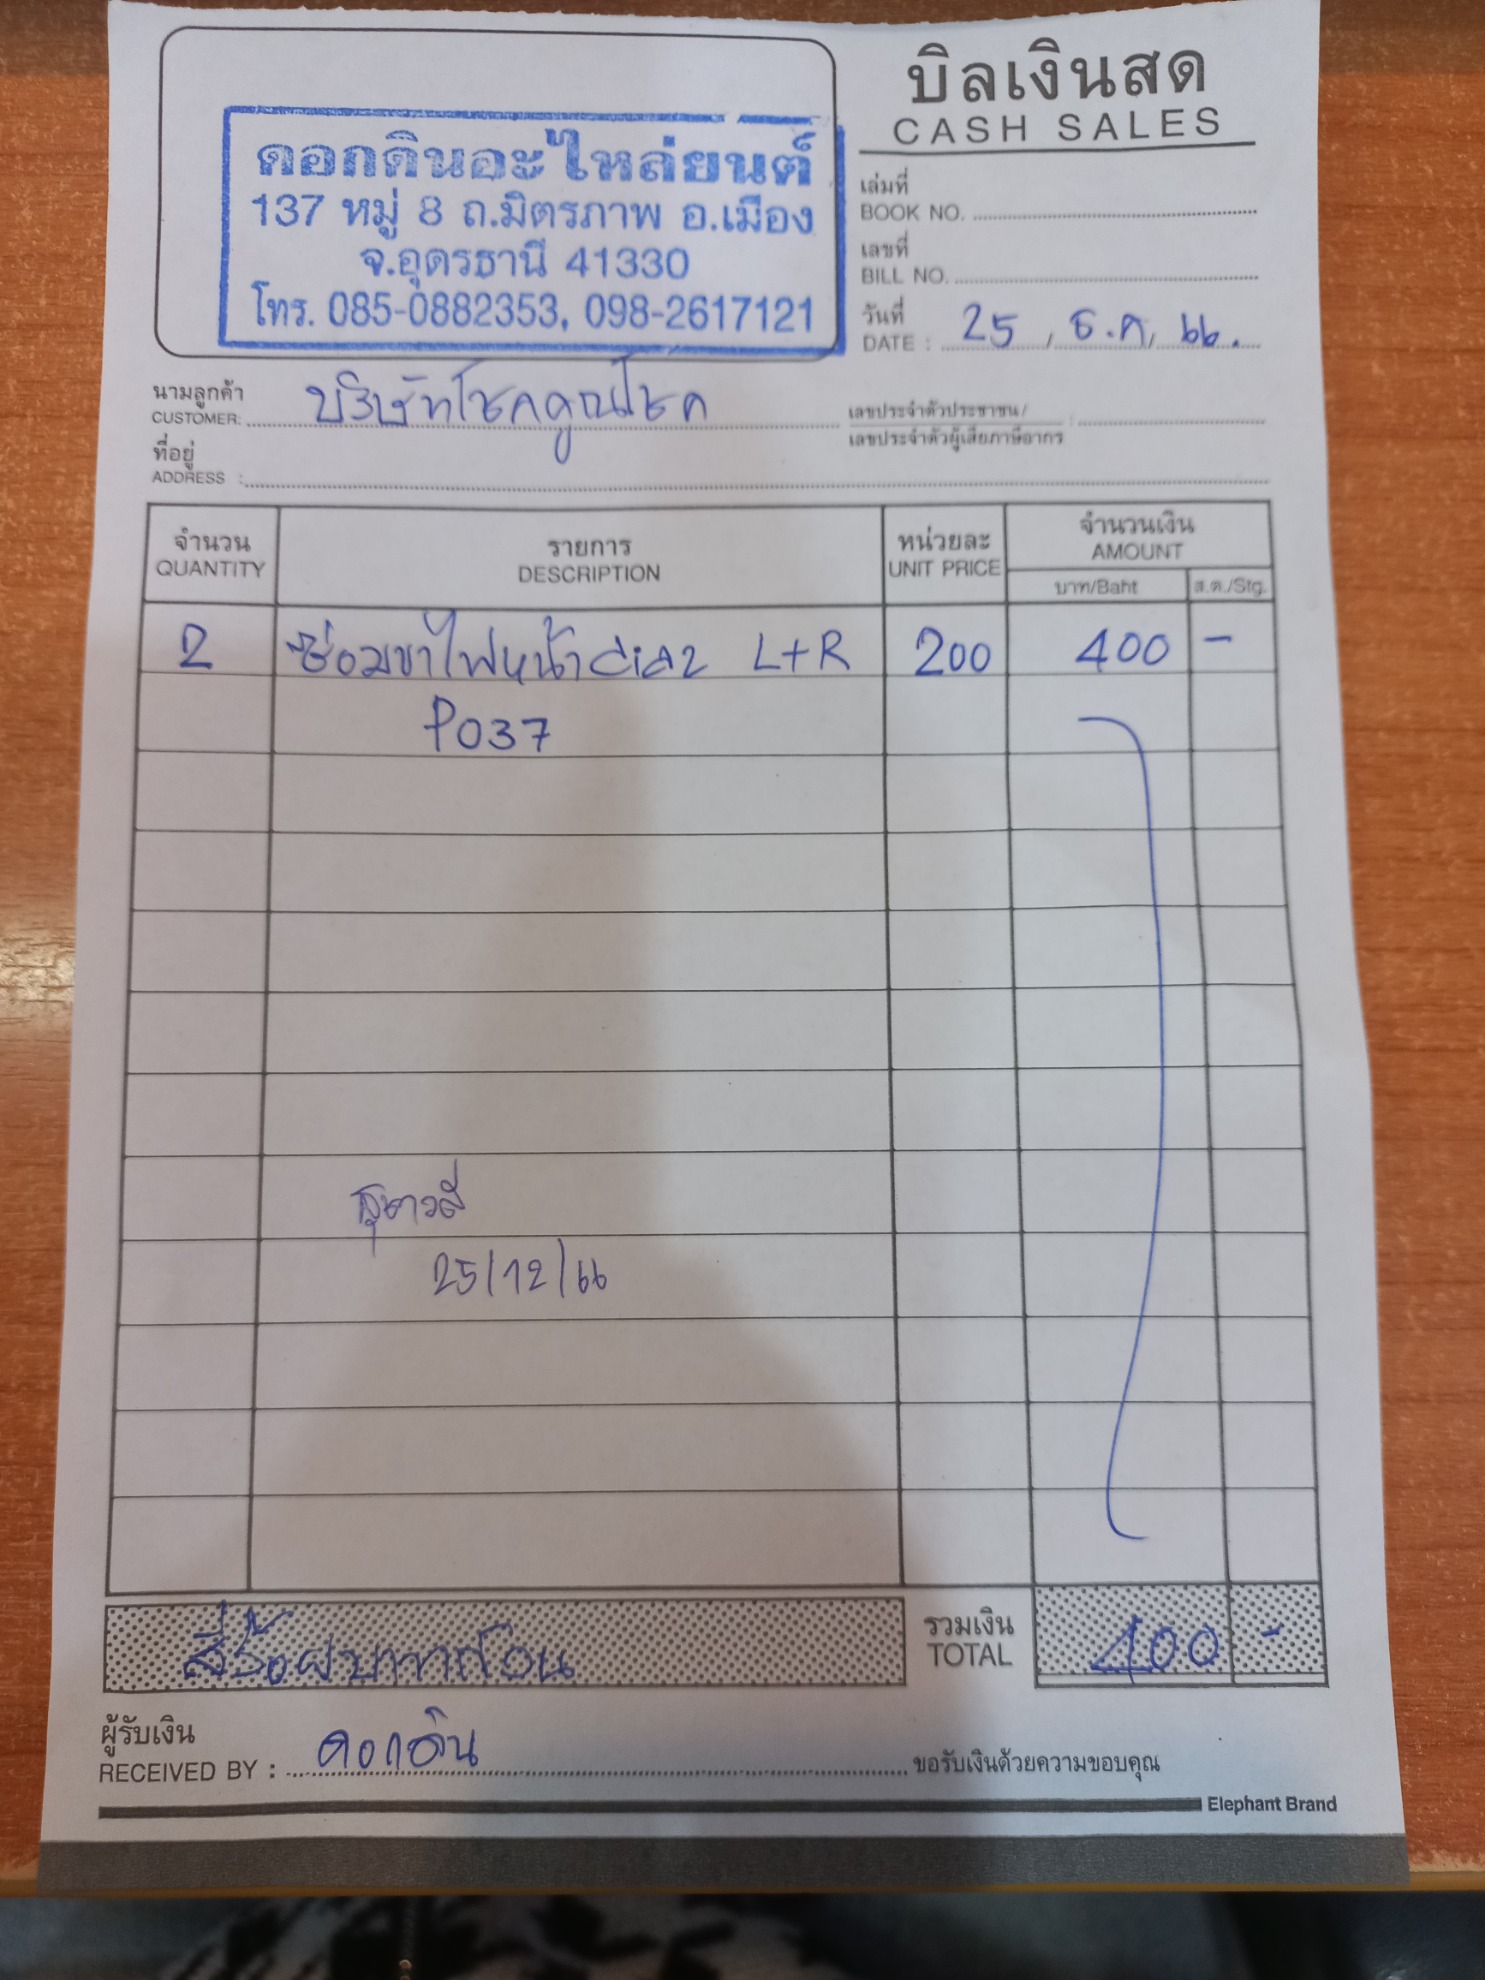 บิลเงินสด
CASH SALES
ดอกดินอะไหล่ยนต์
137 หมู่ 8 ถ.มิตรภาพ อ.เมือง
จ.อุดรธานี 41330
โทร. 085-0882353, 098-2617121
เล่มที่
BOOK NO.
เลขที่
BILL NO.
วันที่
DATE : 25 / ธ.ค / 66.
นามลูกค้า
CUSTOMER: บริษัทโชคคูณโชค
เลขประจำตัวประชาชน/
เลขประจำตัวผู้เสียภาษีอากร :
ที่อยู่
ADDRESS :
จำนวน QUANTITY รายการ DESCRIPTION หน่วยละ UNIT PRICE จำนวนเงิน AMOUNT
บาท/Baht ส.ต./Stg.
2 ซ่อมขาไฟหน้า ciaz L+R 200 400 -
P037
สุชาวดี
25/12/66
สี่ร้อยบาทถ้วน รวมเงิน TOTAL 400 -
ผู้รับเงิน
RECEIVED BY : ดอกดิน ขอรับเงินด้วยความขอบคุณ
Elephant Brand